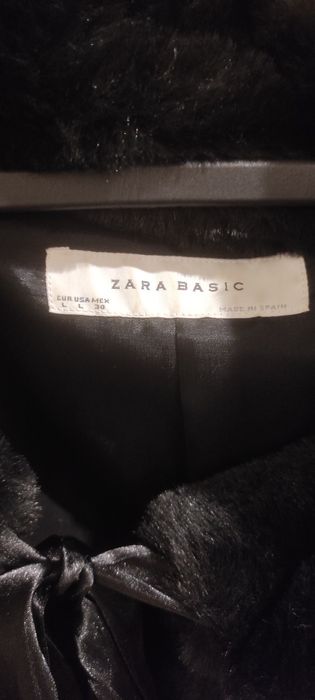 ZARA BASIC
EUR USA MEX
L L 30
MADE IN SPAIN